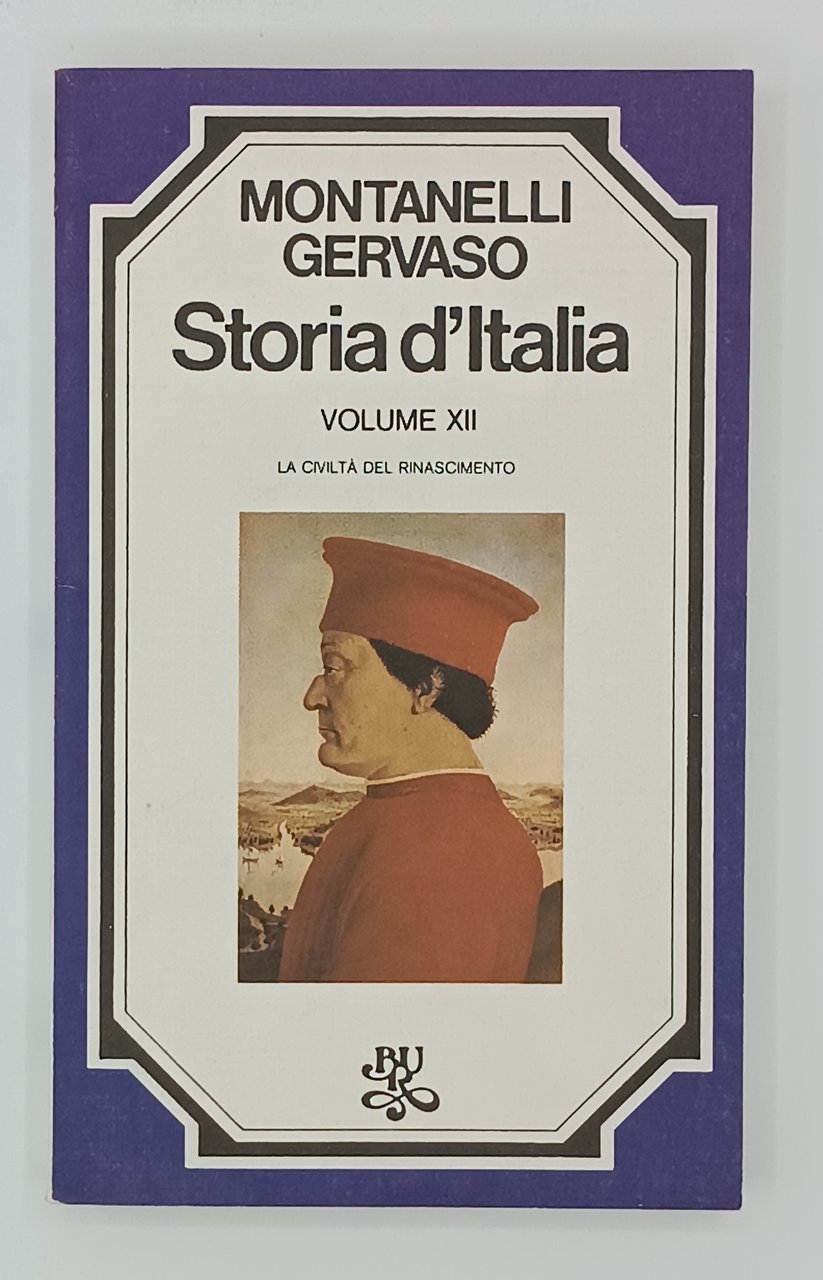 MONTANELLI
GERVASO
Storia d'Italia
VOLUME XII
LA CIVILTÀ DEL RINASCIMENTO
BUR